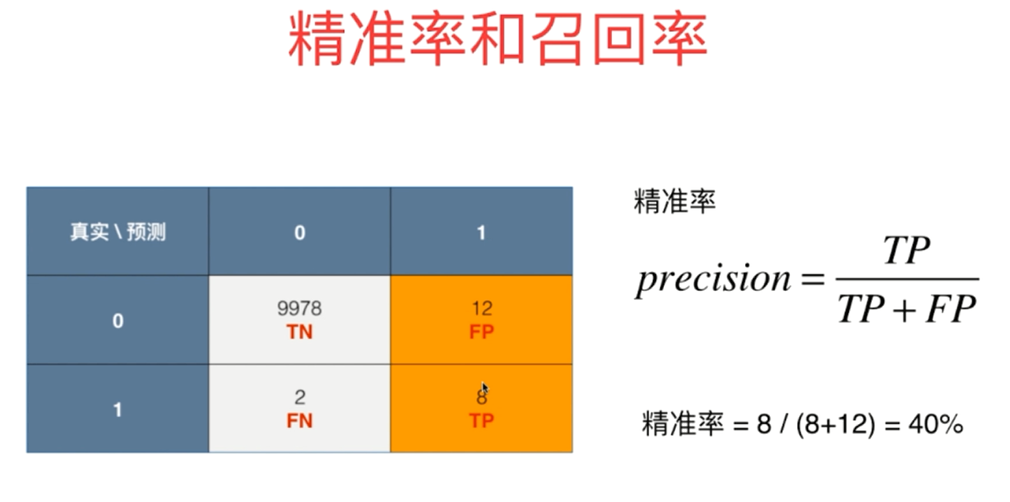 精准率和召回率
真实 \ 预测 0 1
0 9978 TN 12 FP
1 2 FN 8 TP
精准率
precision = TP / TP + FP
精准率 = 8 / (8+12) = 40%